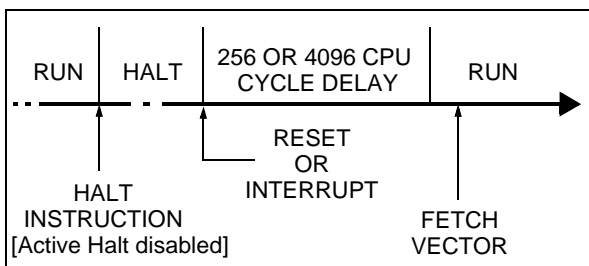 RUN
HALT
256 OR 4096 CPU
CYCLE DELAY
RUN
RESET
OR
INTERRUPT
HALT
INSTRUCTION
[Active Halt disabled]
FETCH
VECTOR